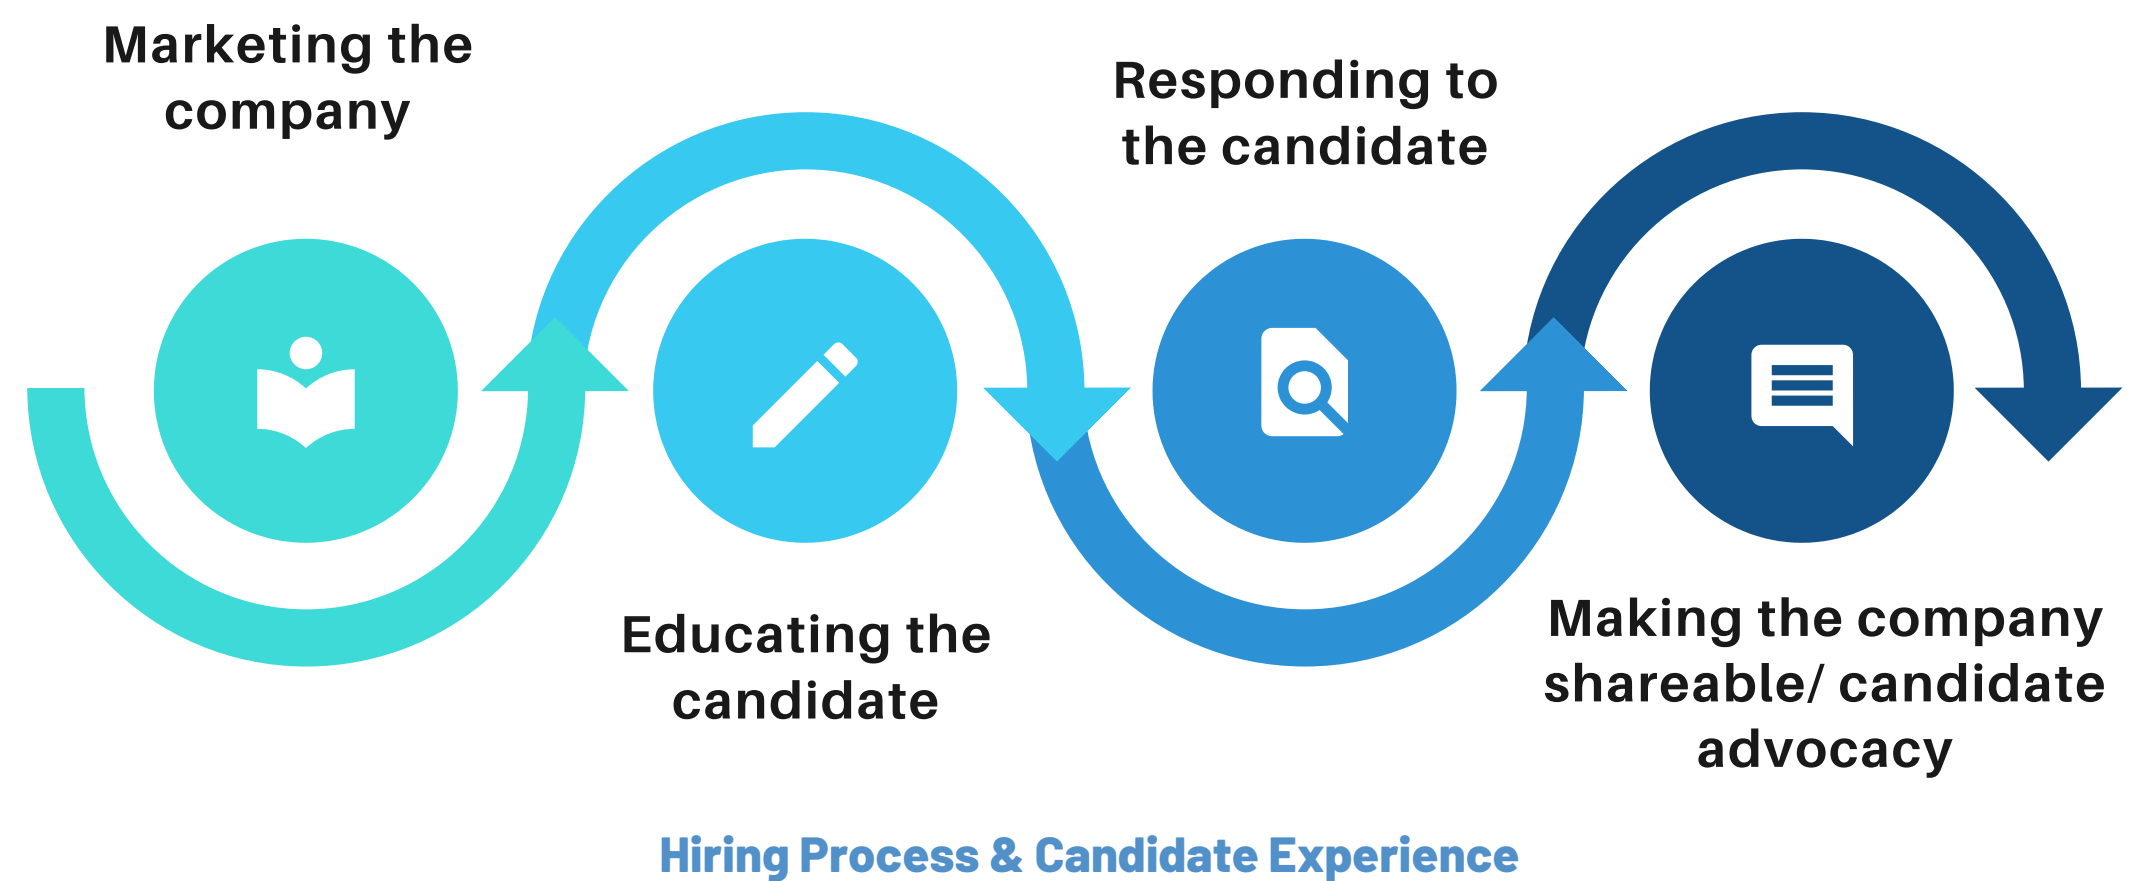 Marketing the
company
Educating the
candidate
Responding to
the candidate
Making the company
shareable/ candidate
advocacy
Hiring Process & Candidate Experience